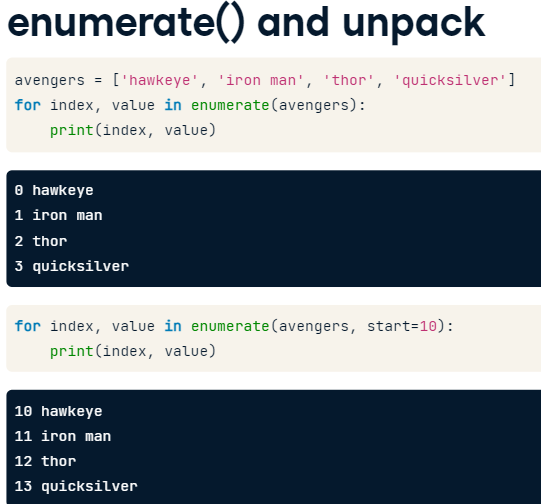 enumerate() and unpack
avengers = ['hawkeye', 'iron man', 'thor', 'quicksilver']
for index, value in enumerate(avengers):
    print(index, value)
0 hawkeye
1 iron man
2 thor
3 quicksilver
for index, value in enumerate(avengers, start=10):
    print(index, value)
10 hawkeye
11 iron man
12 thor
13 quicksilver